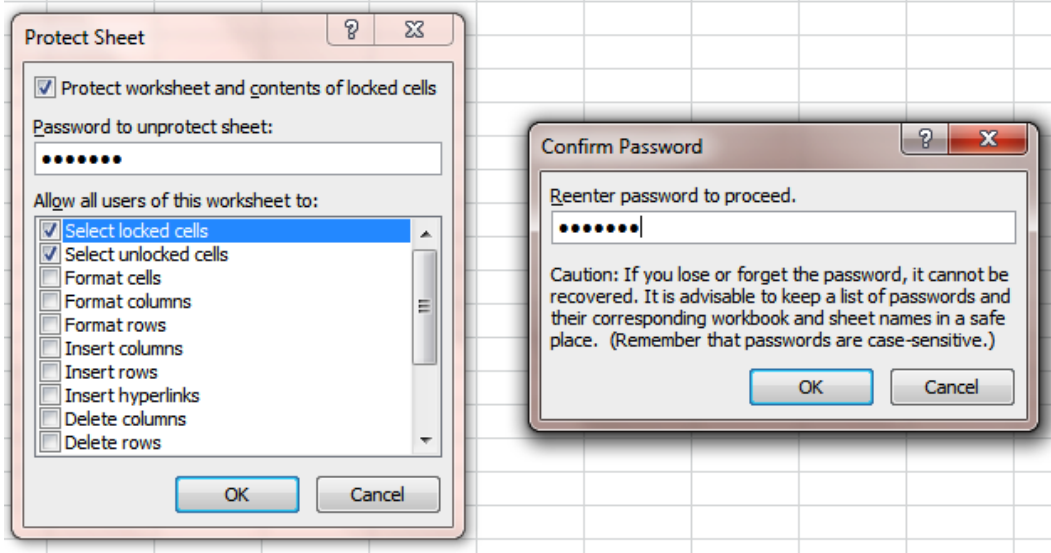 Protect Sheet
Protect worksheet and contents of locked cells
Password to unprotect sheet:
•••••••
Allow all users of this worksheet to:
Select locked cells
Select unlocked cells
Format cells
Format columns
Format rows
Insert columns
Insert rows
Insert hyperlinks
Delete columns
Delete rows
OK Cancel
Confirm Password
Reenter password to proceed.
•••••••
Caution: If you lose or forget the password, it cannot be
recovered. It is advisable to keep a list of passwords and
their corresponding workbook and sheet names in a safe
place. (Remember that passwords are case-sensitive.)
OK Cancel